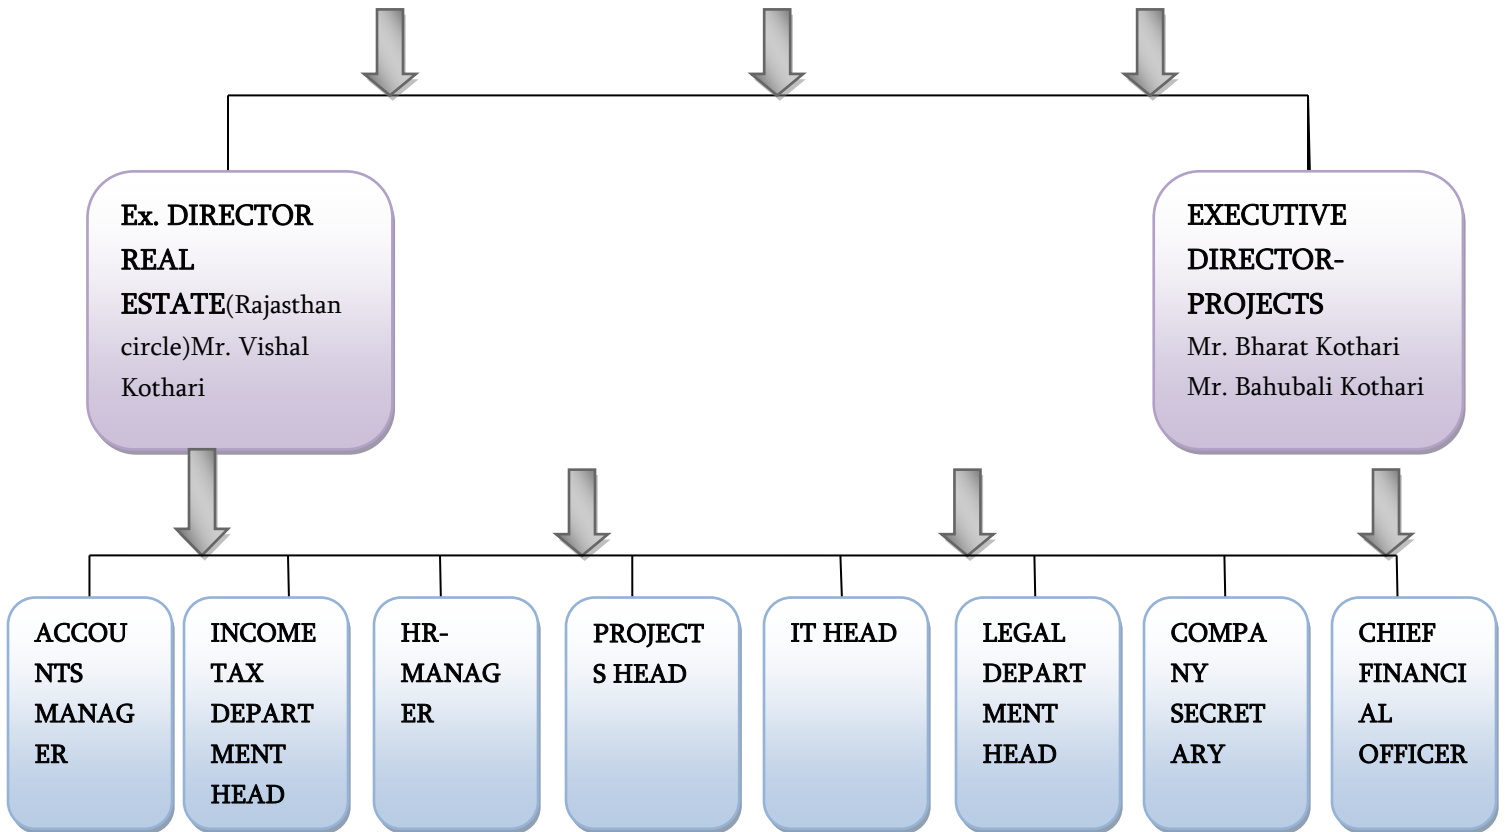 Ex. DIRECTOR
REAL
ESTATE(Rajasthan
circle)Mr. Vishal
Kothari
EXECUTIVE
DIRECTOR-
PROJECTS
Mr. Bharat Kothari
Mr. Bahubali Kothari
ACCOU
NTS
MANAG
ER
INCOME
TAX
DEPART
MENT
HEAD
HR-
MANAG
ER
PROJECT
S HEAD
IT HEAD
LEGAL
DEPART
MENT
HEAD
COMPA
NY
SECRET
ARY
CHIEF
FINANCI
AL
OFFICER